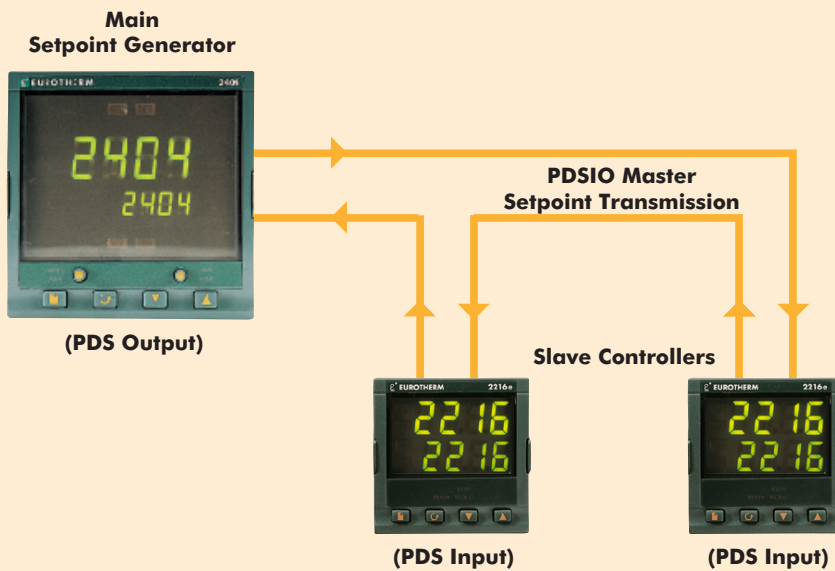 Main
Setpoint Generator
EUROTHERM 2408
2404
2404
(PDS Output)
PDSIO Master
Setpoint Transmission
Slave Controllers
EUROTHERM 2216e
2216
2216
(PDS Input)
EUROTHERM 2216e
2216
2216
(PDS Input)